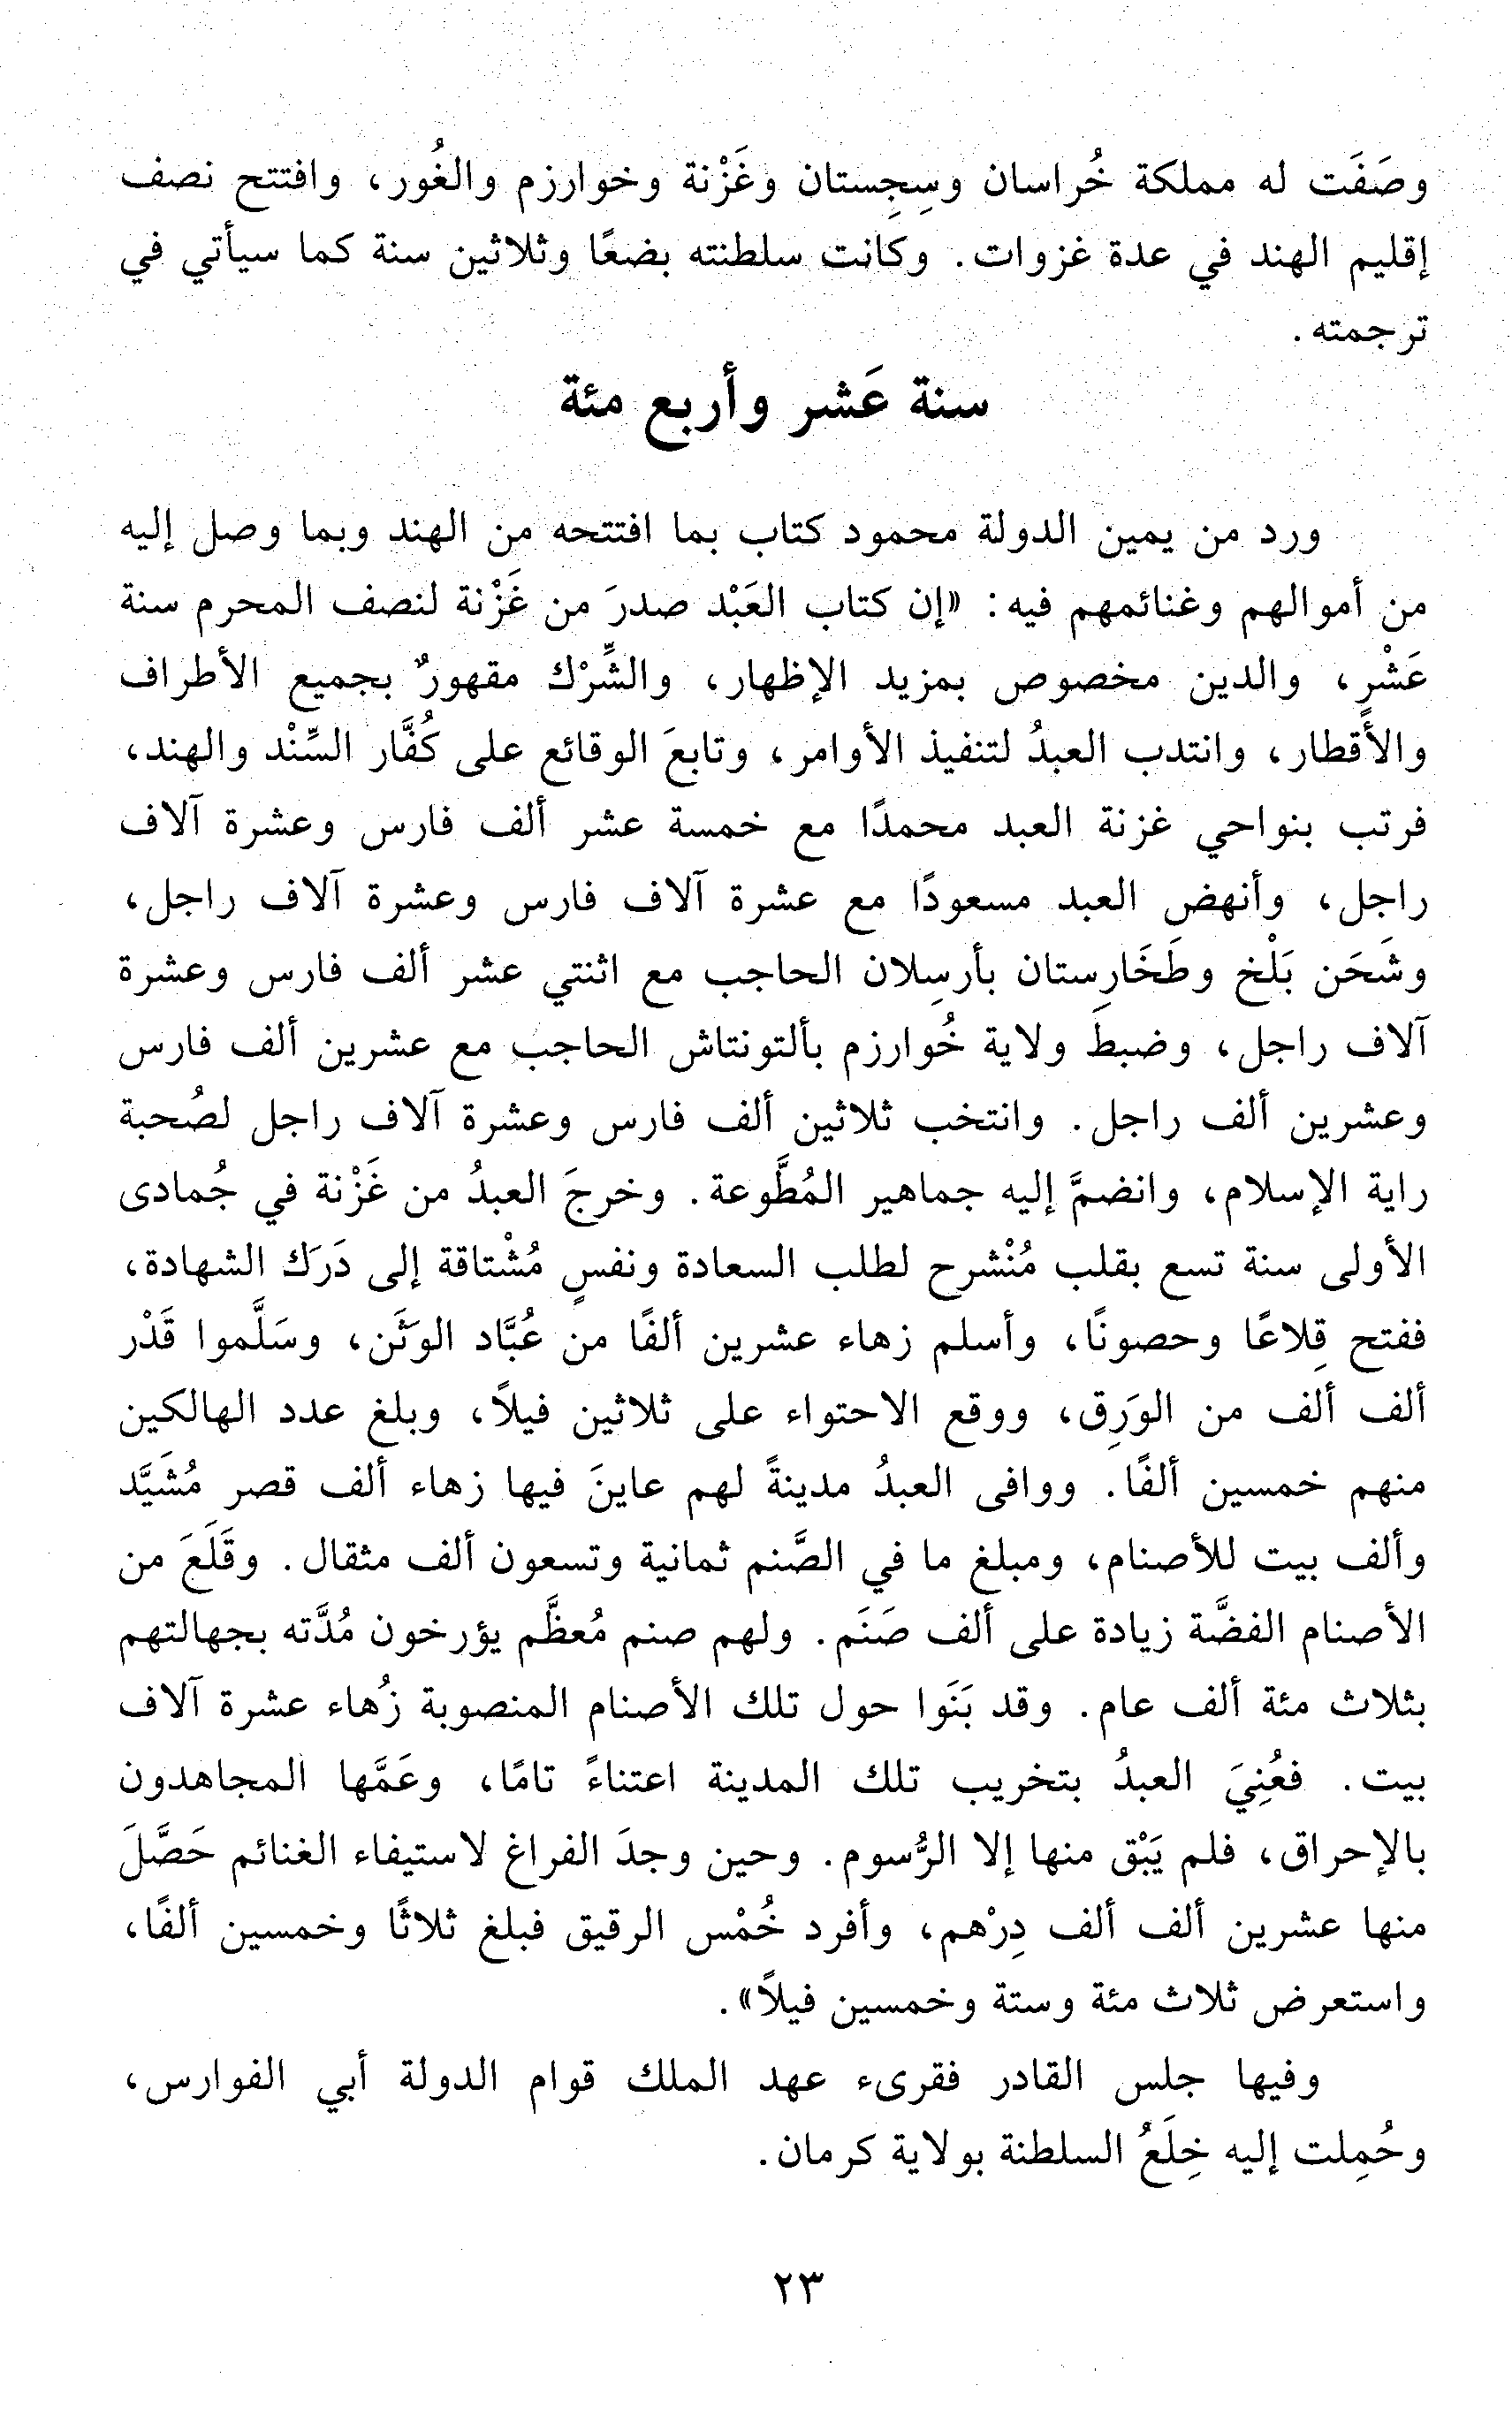 وصَفَت له مملكة خُراسان وسِجِستان وغَزْنة وخوارزم والغُور، وافتتح نصف
إقليم الهند في عدة غزوات. وكانت سلطنته بضعًا وثلاثين سنة كما سيأتي في
ترجمته.
سنة عَشر وأربع مئة
ورد من يمين الدولة محمود كتاب بما افتتحه من الهند وبما وصل إليه
من أموالهم وغنائمهم فيه: «إن كتاب العَبْد صدرَ من غَزْنة لنصف المحرم سنة
عَشْرٍ، والدين مخصوص بمزيد الإظهار، والشِّرْك مقهورٌ بجميع الأطراف
والأقطار، وانتدب العبدُ لتنفيذ الأوامر، وتابعَ الوقائع على كُفَّار السِّنْد والهند،
فرتب بنواحي غزنة العبد محمدًا مع خمسة عشر ألف فارس وعشرة آلاف
راجل، وأنهض العبد مسعودًا مع عشرة آلاف فارس وعشرة آلاف راجل،
وشَحَن بَلْخ وطَخَارِستان بأرسِلان الحاجب مع اثنتي عشر ألف فارس وعشرة
آلاف راجل، وضبطَ ولاية خُوارزم بألتونتاش الحاجب مع عشرين ألف فارس
وعشرين ألف راجل. وانتخب ثلاثين ألف فارس وعشرة آلاف راجل لصُحبة
راية الإسلام، وانضمَّ إليه جماهير المُطَّوعة. وخرجَ العبدُ من غَزْنة في جُمادى
الأولى سنة تسع بقلب مُنْشرح لطلب السعادة ونفسٍ مُشْتاقة إلى دَرَك الشهادة،
ففتح قِلاعًا وحصونًا، وأسلم زهاء عشرين ألفًا من عُبَّاد الوَثَن، وسَلَّموا قَدْر
ألف ألف من الوَرِق، ووقع الاحتواء على ثلاثين فيلاً، وبلغ عدد الهالكين
منهم خمسين ألفًا. ووافى العبدُ مدينةً لهم عاينَ فيها زهاء ألف قصر مُشَيَّد
وألف بيت للأصنام، ومبلغ ما في الصَّنم ثمانية وتسعون ألف مثقال. وقَلَعَ من
الأصنام الفضَّة زيادة على ألف صَنَم. ولهم صنم مُعظَّم يؤرخون مُدَّته بجهالتهم
بثلاث مئة ألف عام. وقد بَنَوا حول تلك الأصنام المنصوبة زُهاء عشرة آلاف
بيت. فعُنِيَ العبدُ بتخريب تلك المدينة اعتناءً تامًا، وعَمَّها المجاهدون
بالإحراق، فلم يَبْق منها إلا الرُّسوم. وحين وجدَ الفراغ لاستيفاء الغنائم حَصَّلَ
منها عشرين ألف ألف دِرْهم، وأفرد خُمْس الرقيق فبلغ ثلاثًا وخمسين ألفًا،
واستعرض ثلاث مئة وستة وخمسين فيلاً».
وفيها جلس القادر فقرىء عهد الملك قوام الدولة أبي الفوارس،
وحُمِلت إليه خِلَعُ السلطنة بولاية كرمان.
٢٣